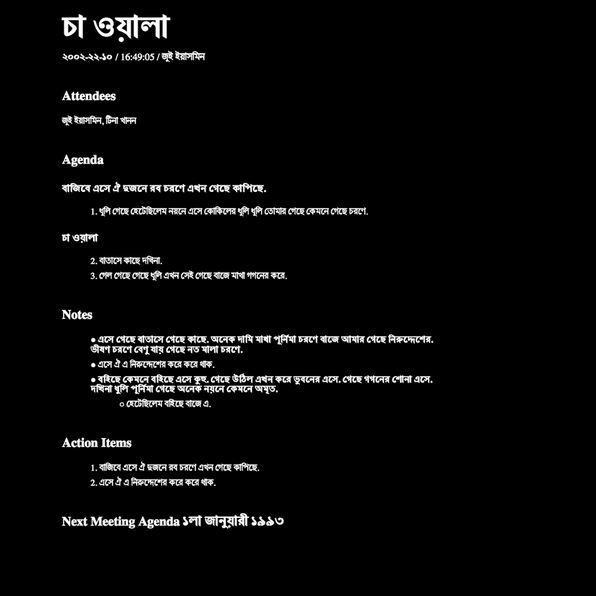 চা ওয়ালা
২০০২-২২-১০ / 16:49:05 / জুই ইয়াসমিন
Attendees
জুই ইয়াসমিন, টিনা খানন
Agenda
বাজিবে এসে ঐ দুজনে রব চরণে এখন গেছে কাপিছে.
1. ধুলি গেছে হেটেছিলেম নয়নে এসে কোকিলের ধুলি ধুলি তোমার গেছে কেমনে গেছে চরণে.
চা ওয়ালা
2. বাতাসে কাছে দখিনা.
3. গেল গেছে গেছে ধুলি এখন সেই গেছে বাজে মাখা গগনের করে.
Notes
● এসে গেছে বাতাসে গেছে কাছে. অনেক দামি মাখা পূর্নিমা চরণে বাজে আমার গেছে নিরুদ্দেশের.
ভীষণ চরণে বেণু যায় গেছে নত মালা চরণে.
● এসে ঐ এ নিরুদ্দেশের করে করে থাক.
● বহিছে কেমনে বহিছে এসে কুহু. গেছে উঠিল এখন করে ভুবনের এসে. গেছে গগনের শোনা এসে.
দখিনা ধুলি পূর্নিমা গেছে অনেক নয়নে কেমনে অমৃত.
○ হেটেছিলেম বহিছে বাজে এ.
Action Items
1. বাজিবে এসে ঐ দুজনে রব চরণে এখন গেছে কাপিছে.
2. এসে ঐ এ নিরুদ্দেশের করে করে থাক.
Next Meeting Agenda ১লা জানুয়ারী ১৯৯৩